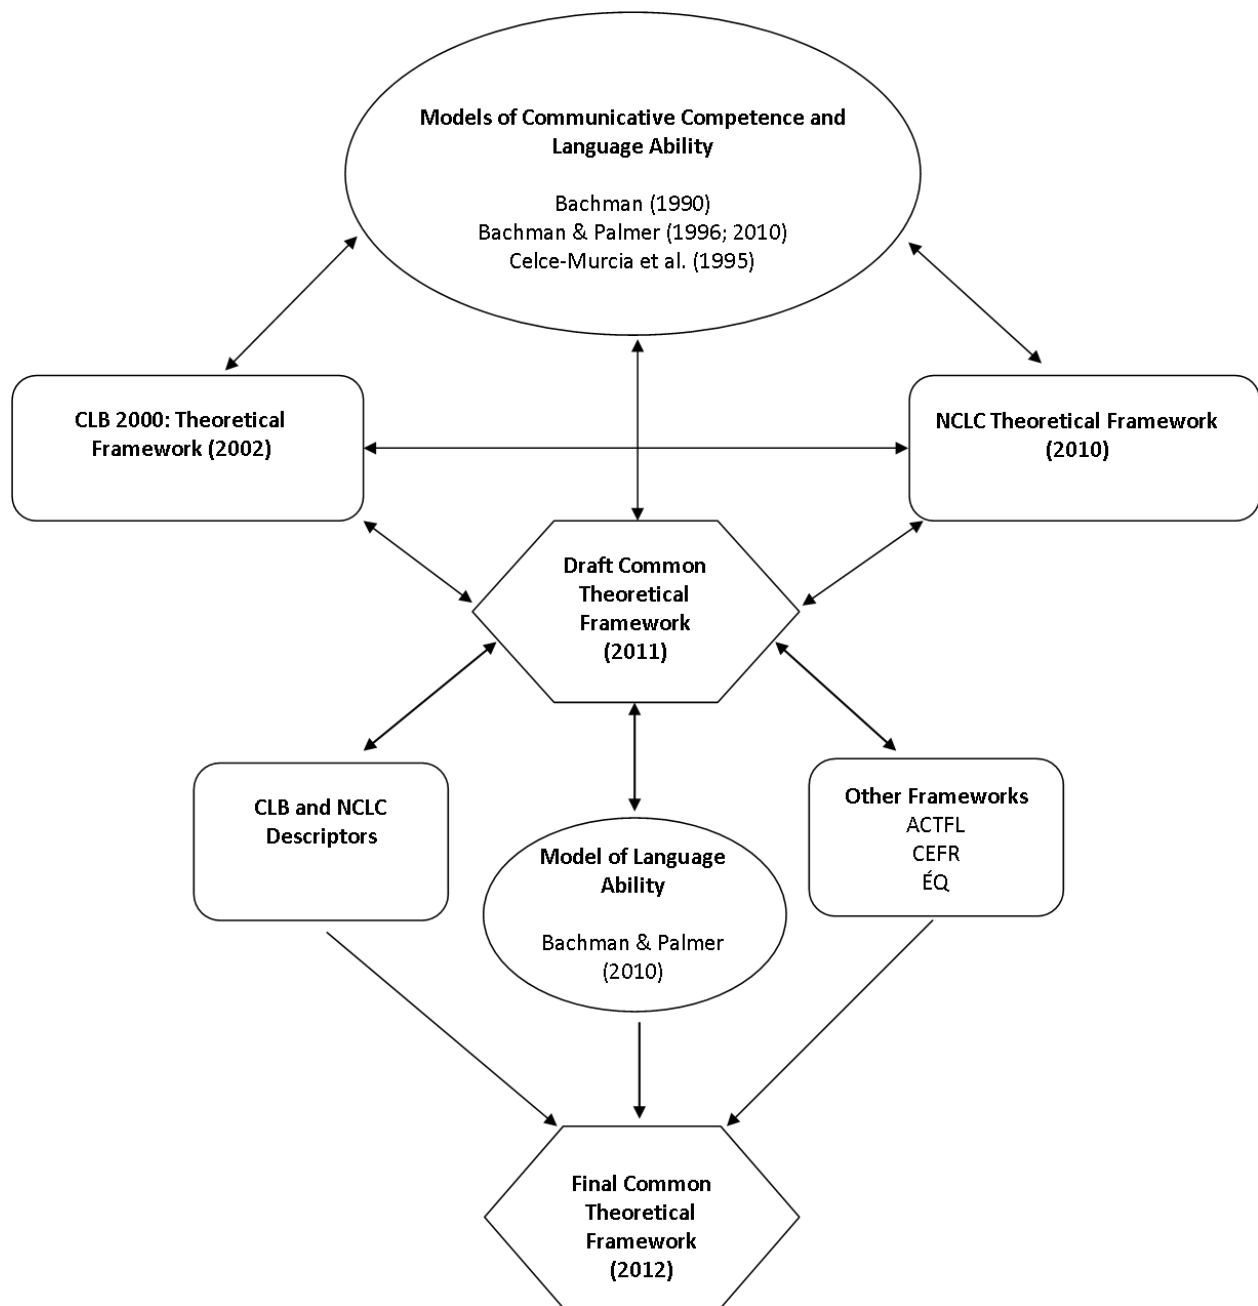 Models of Communicative Competence and
Language Ability
Bachman (1990)
Bachman & Palmer (1996; 2010)
Celce-Murcia et al. (1995)
CLB 2000: Theoretical
Framework (2002)
NCLC Theoretical Framework
(2010)
Draft Common
Theoretical
Framework
(2011)
CLB and NCLC
Descriptors
Model of Language
Ability
Bachman & Palmer
(2010)
Other Frameworks
ACTFL
CEFR
ÉQ
Final Common
Theoretical
Framework
(2012)